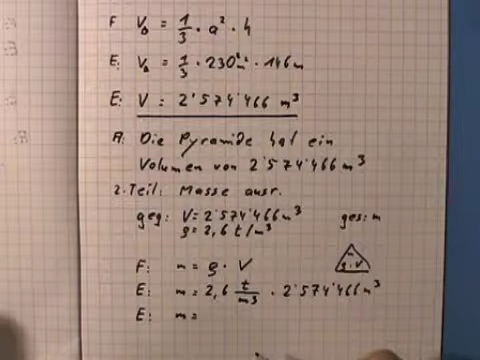 F V₀ = 1/3 · a² · h
E: V₀ = 1/3 · 230²m² · 146m
E: V = 2'574'466 m³
A: Die Pyramide hat ein
Volumen von 2'574'466 m³
2. Teil: Masse ausr.
geg: V = 2'574'466 m³ ges: m
ρ = 2,6 t/m³
F: m = ρ · V
m
ρ · V
E: m = 2,6 t/m³ · 2'574'466 m³
E: m =